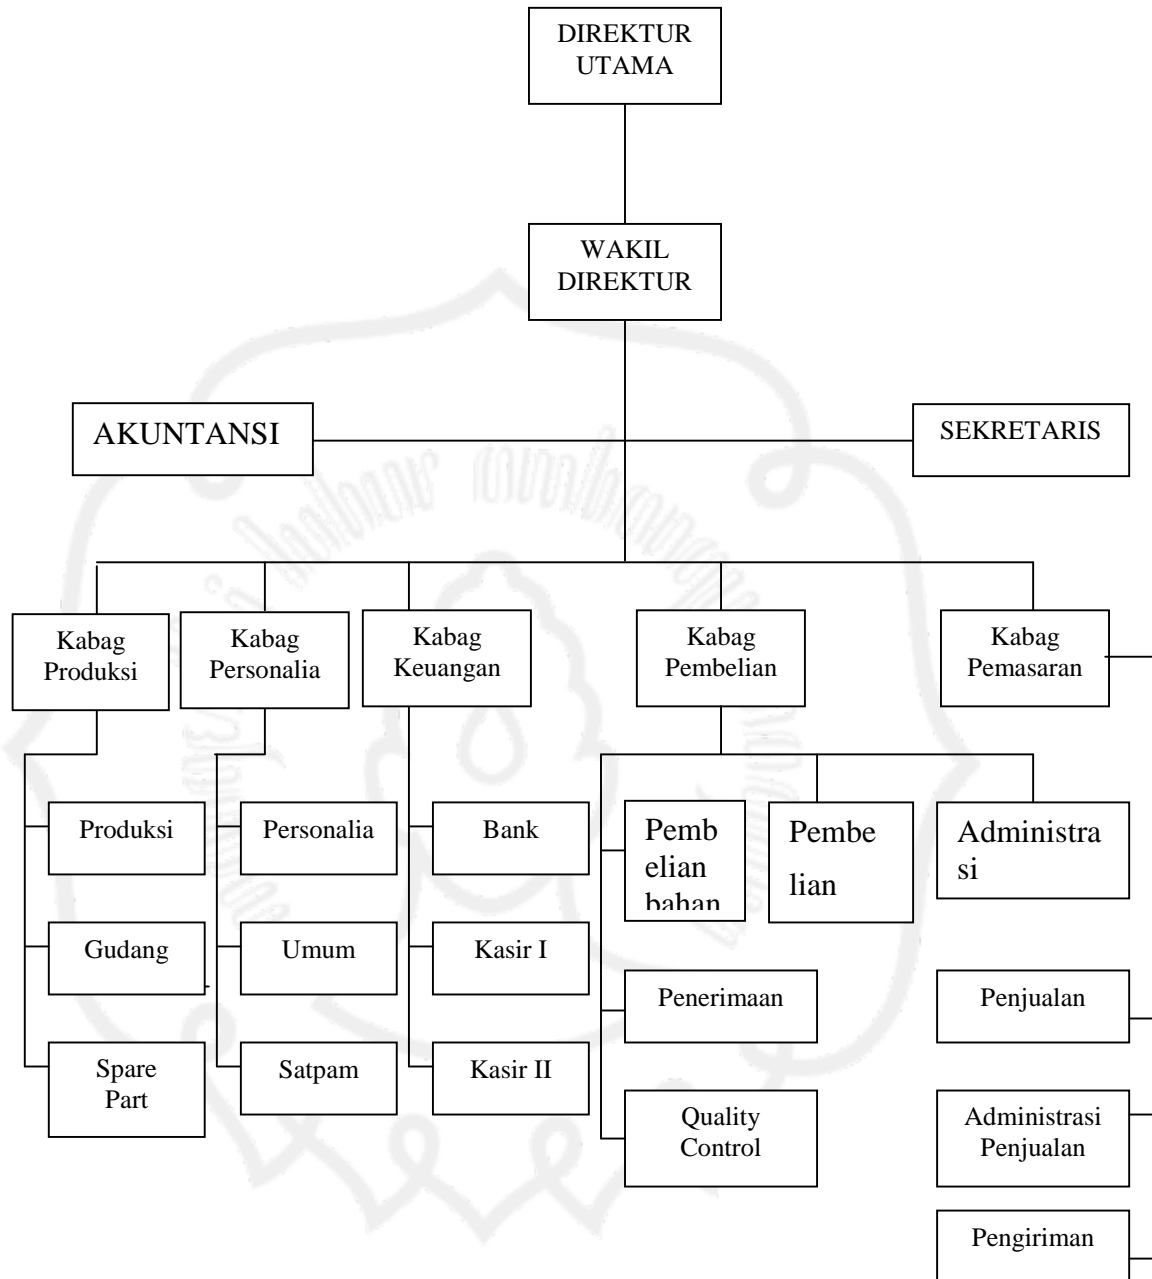 DIREKTUR
UTAMA
WAKIL
DIREKTUR
AKUNTANSI
SEKRETARIS
Kabag
Produksi
Kabag
Personalia
Kabag
Keuangan
Kabag
Pembelian
Kabag
Pemasaran
Produksi
Personalia
Bank
Pemb
elian
bahan
Pembe
lian
Administra
si
Gudang
Umum
Kasir I
Penerimaan
Penjualan
Spare
Part
Satpam
Kasir II
Quality
Control
Administrasi
Penjualan
Pengiriman